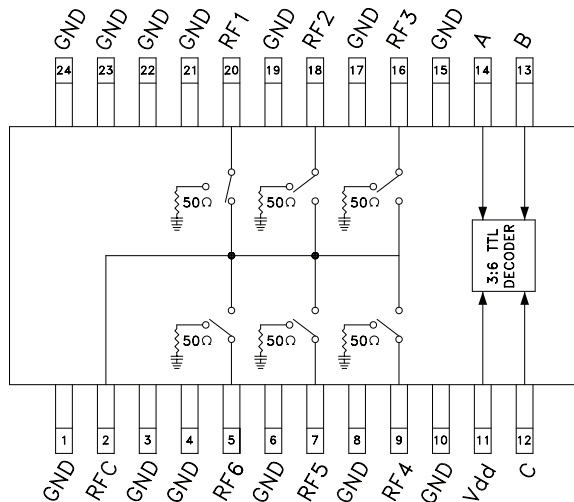 GND GND GND GND RF1 GND RF2 GND RF3 GND A B
24 23 22 21 20 19 18 17 16 15 14 13
50Ω 50Ω 50Ω
3:6 TTL
DECODER
50Ω 50Ω 50Ω
1 2 3 4 5 6 7 8 9 10 11 12
GND RFC GND GND RF6 GND RF5 GND RF4 GND Vdd C